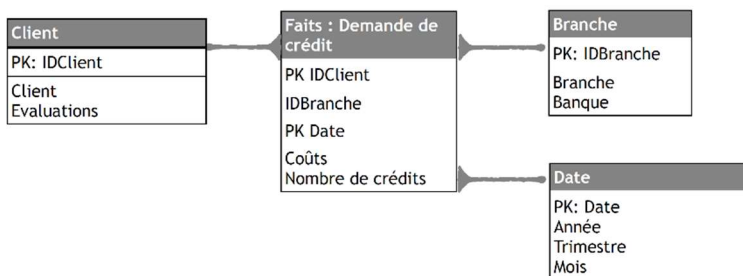 Client
PK: IDClient
Client
Evaluations
Faits : Demande de
crédit
PK IDClient
IDBranche
PK Date
Coûts
Nombre de crédits
Branche
PK: IDBranche
Branche
Banque
Date
PK: Date
Année
Trimestre
Mois